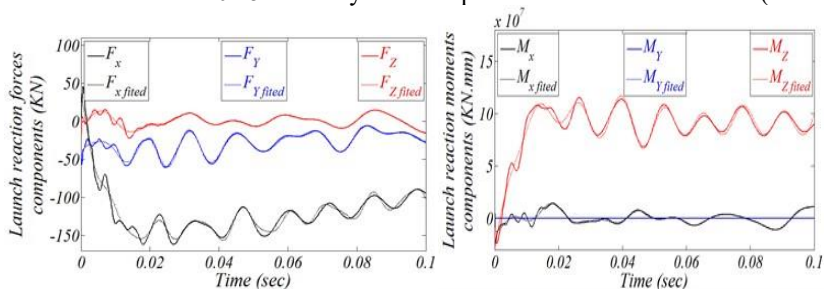 (
Launch reaction forces
components (KN)
100
50
0
-50
-100
-150
F_x
F_x fited
F_Y
F_Y fited
F_Z
F_Z fited
0
0.02
0.04
0.06
0.08
0.1
Time (sec)
Launch reaction moments
components (KN.mm)
× 10^7
15
10
5
0
M_x
M_x fited
M_Y
M_Y fited
M_Z
M_Z fited
0
0.02
0.04
0.06
0.08
0.1
Time (sec)